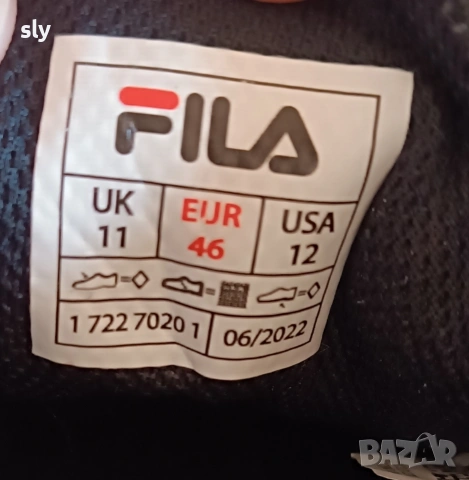 sly
FILA
UK EUR USA
11 46 12
1 722 7020 1 06/2022
BAZAR